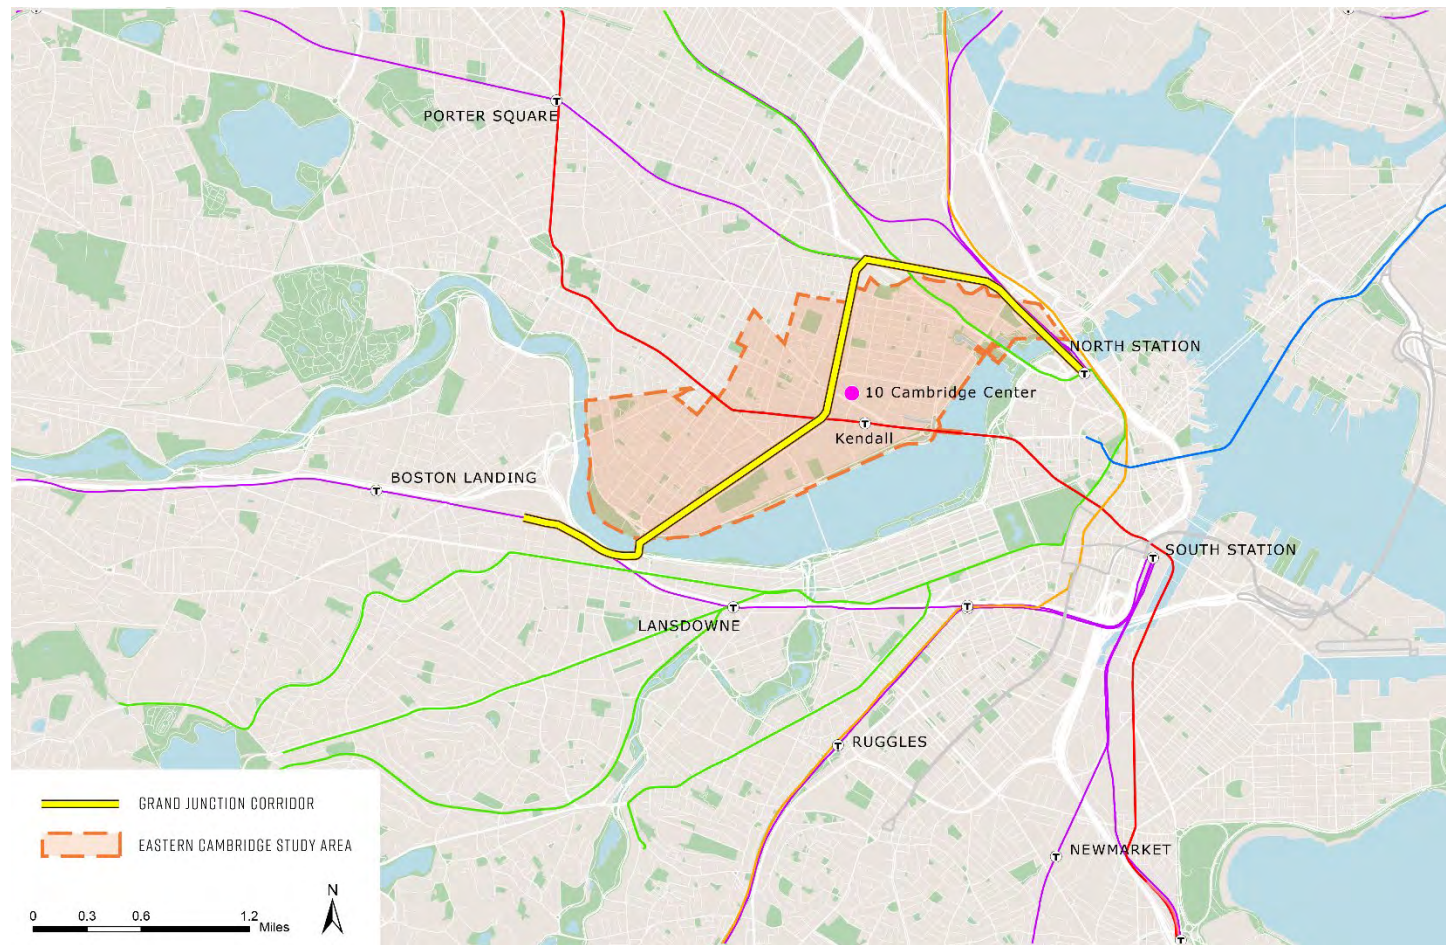 PORTER SQUARE
NORTH STATION
10 Cambridge Center
Kendall
BOSTON LANDING
SOUTH STATION
LANSDOWNE
RUGGLES
NEWMARKET
GRAND JUNCTION CORRIDOR
EASTERN CAMBRIDGE STUDY AREA
N
0 0.3 0.6 1.2
Miles
T
T
T
T
T
T
T
T
T
T
T
T
T